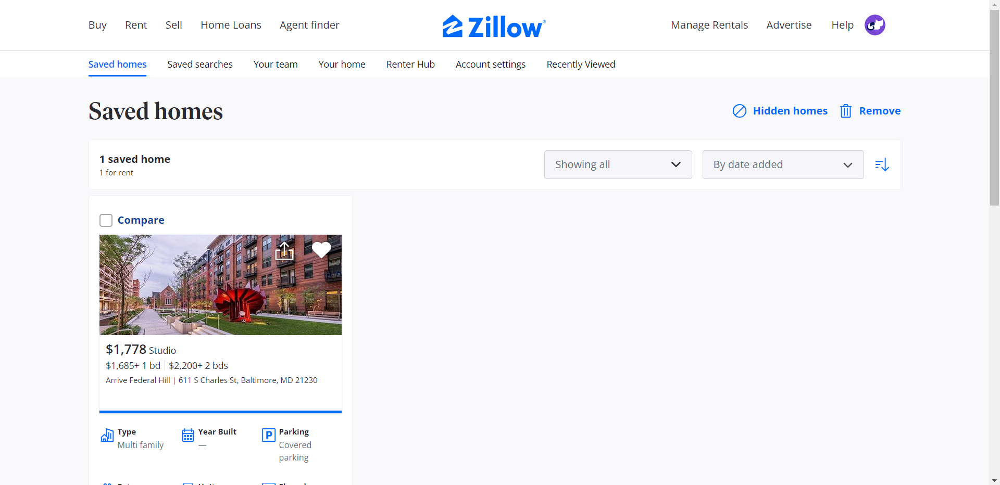 Buy Rent Sell Home Loans Agent finder Zillow® Manage Rentals Advertise Help
Saved homes Saved searches Your team Your home Renter Hub Account settings Recently Viewed
Saved homes
Hidden homes Remove
1 saved home
1 for rent
Showing all
By date added
Compare
$1,778 Studio
$1,685+ 1 bd $2,200+ 2 bds
Arrive Federal Hill | 611 S Charles St, Baltimore, MD 21230
Type
Multi family
Year Built
—
Parking
Covered
parking